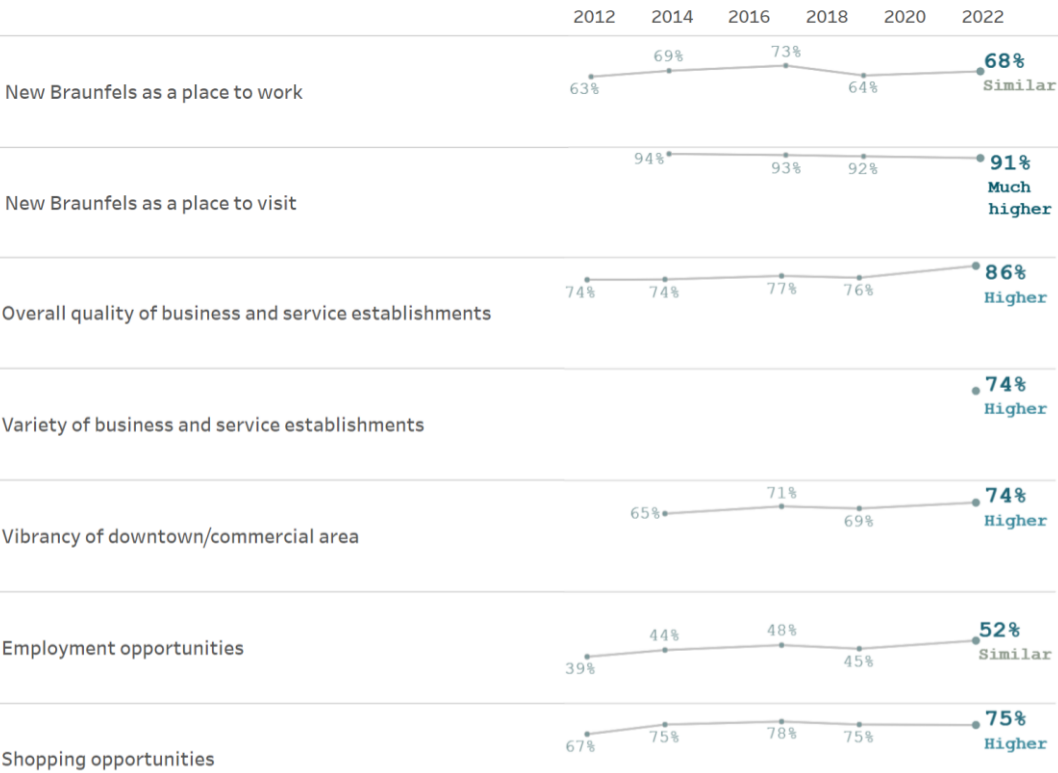 2012 2014 2016 2018 2020 2022
69% 73% 68%
New Braunfels as a place to work 63% 64% Similar
94% 93% 92% 91%
New Braunfels as a place to visit Much
higher
86%
74% 74% 77% 76% Higher
Overall quality of business and service establishments
74%
Higher
Variety of business and service establishments
71% 74%
65% 69% Higher
Vibrancy of downtown/commercial area
44% 48% 52%
Employment opportunities 39% 45% Similar
75%
67% 75% 78% 75% Higher
Shopping opportunities